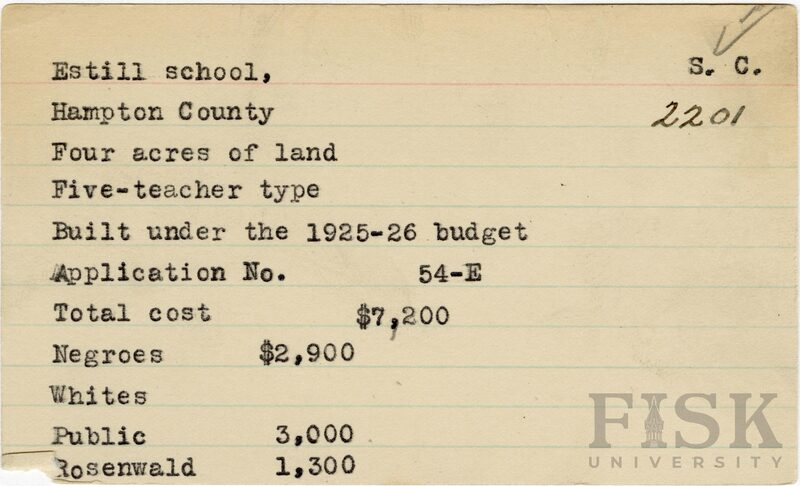 Estill school, S. C.
Hampton County 2201
Four acres of land
Five-teacher type
Built under the 1925-26 budget
Application No. 54-E
Total cost $7,200
Negroes $2,900
Whites
Public 3,000
Rosenwald 1,300
FISK
UNIVERSITY